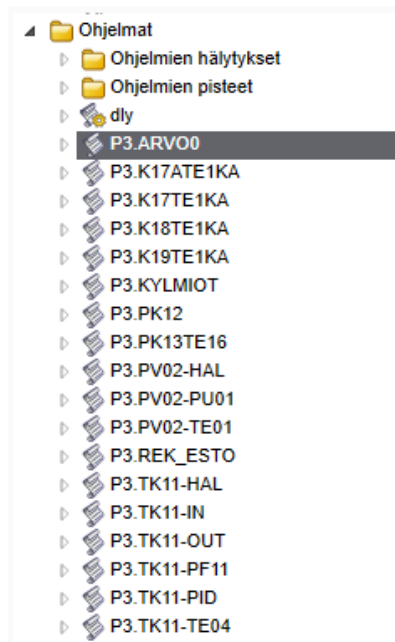 Ohjelmat
Ohjelmien hälytykset
Ohjelmien pisteet
dly
P3.ARVO0
P3.K17ATE1KA
P3.K17TE1KA
P3.K18TE1KA
P3.K19TE1KA
P3.KYLMIOT
P3.PK12
P3.PK13TE16
P3.PV02-HAL
P3.PV02-PU01
P3.PV02-TE01
P3.REK_ESTO
P3.TK11-HAL
P3.TK11-IN
P3.TK11-OUT
P3.TK11-PF11
P3.TK11-PID
P3.TK11-TE04